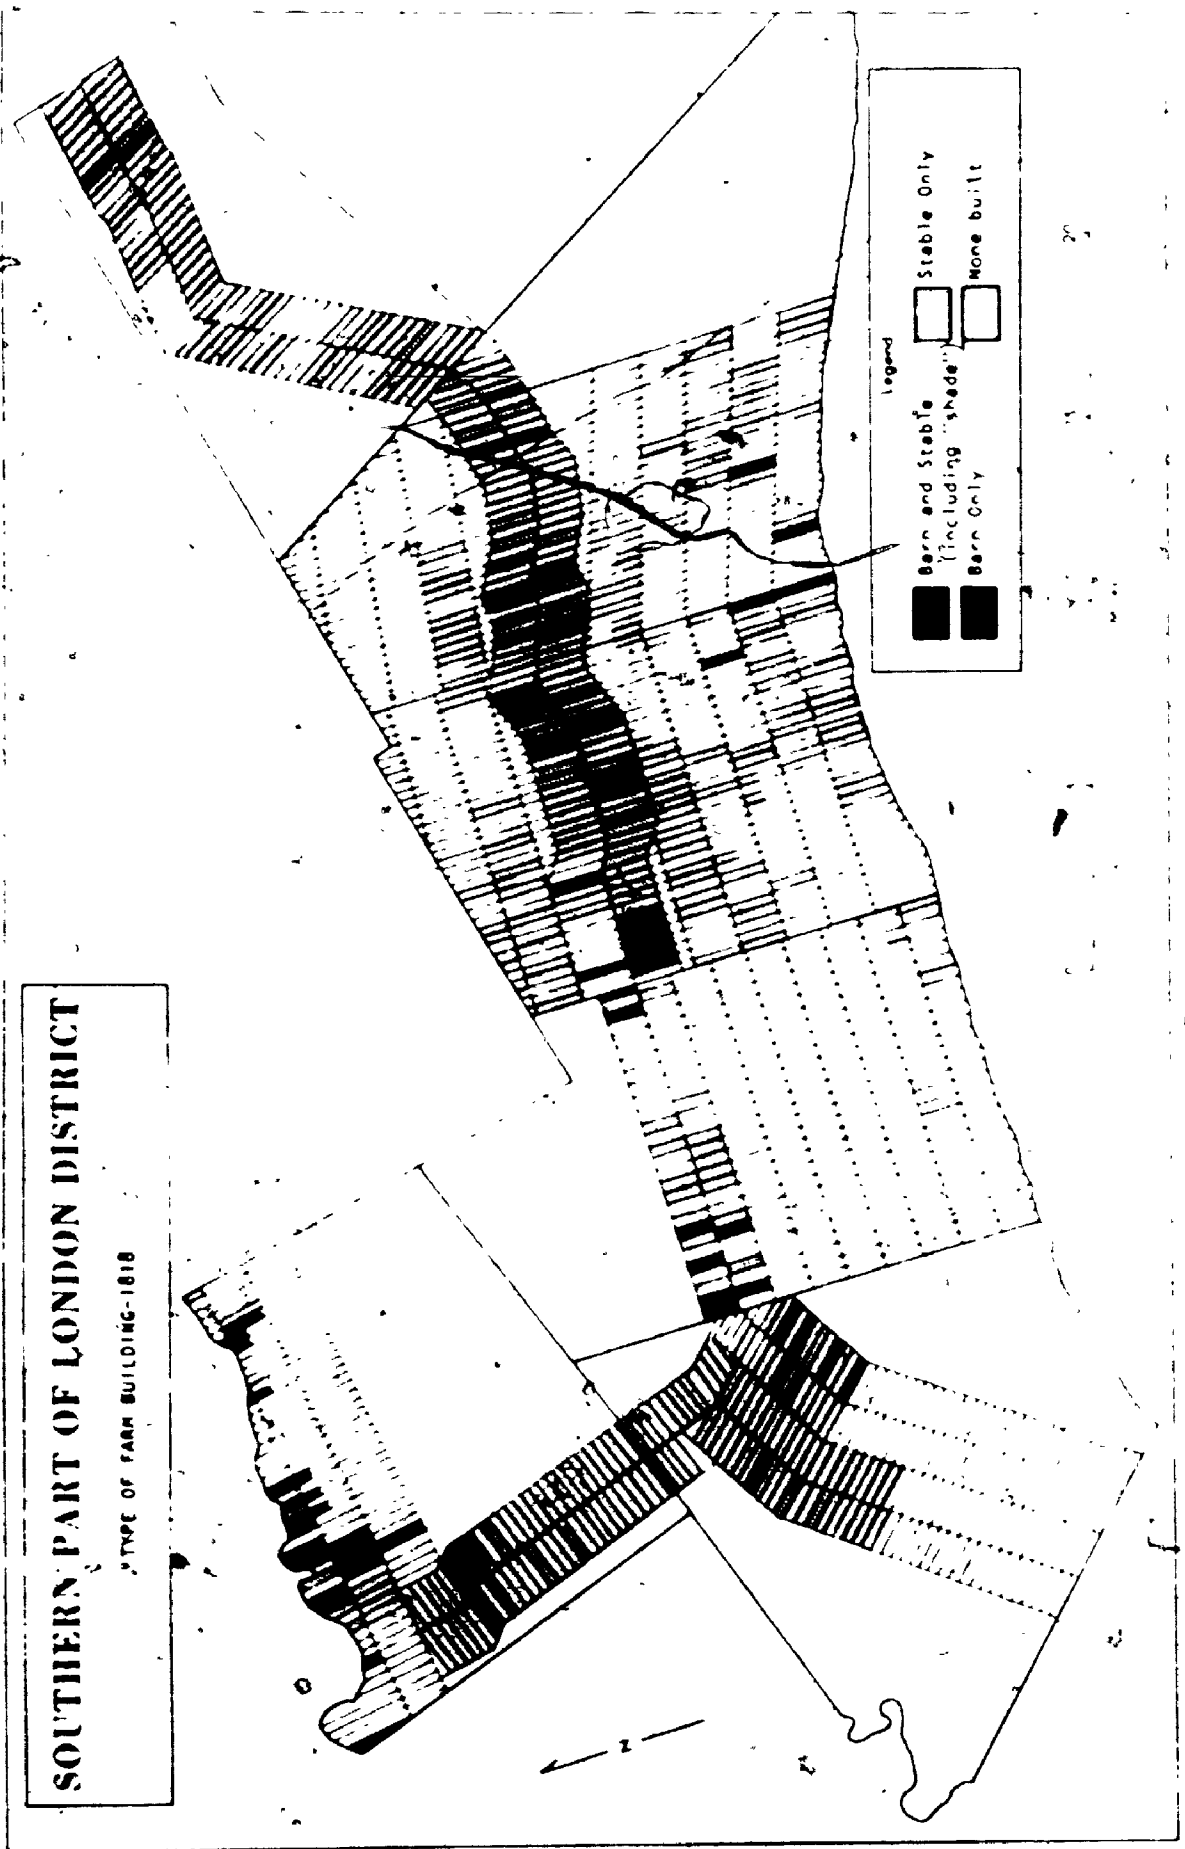 SOUTHERN PART OF LONDON DISTRICT
TYPE OF FARM BUILDING-1818
N
Legend
Barn and Stable
(including "shade")
Barn Only
Stable Only
None built
20